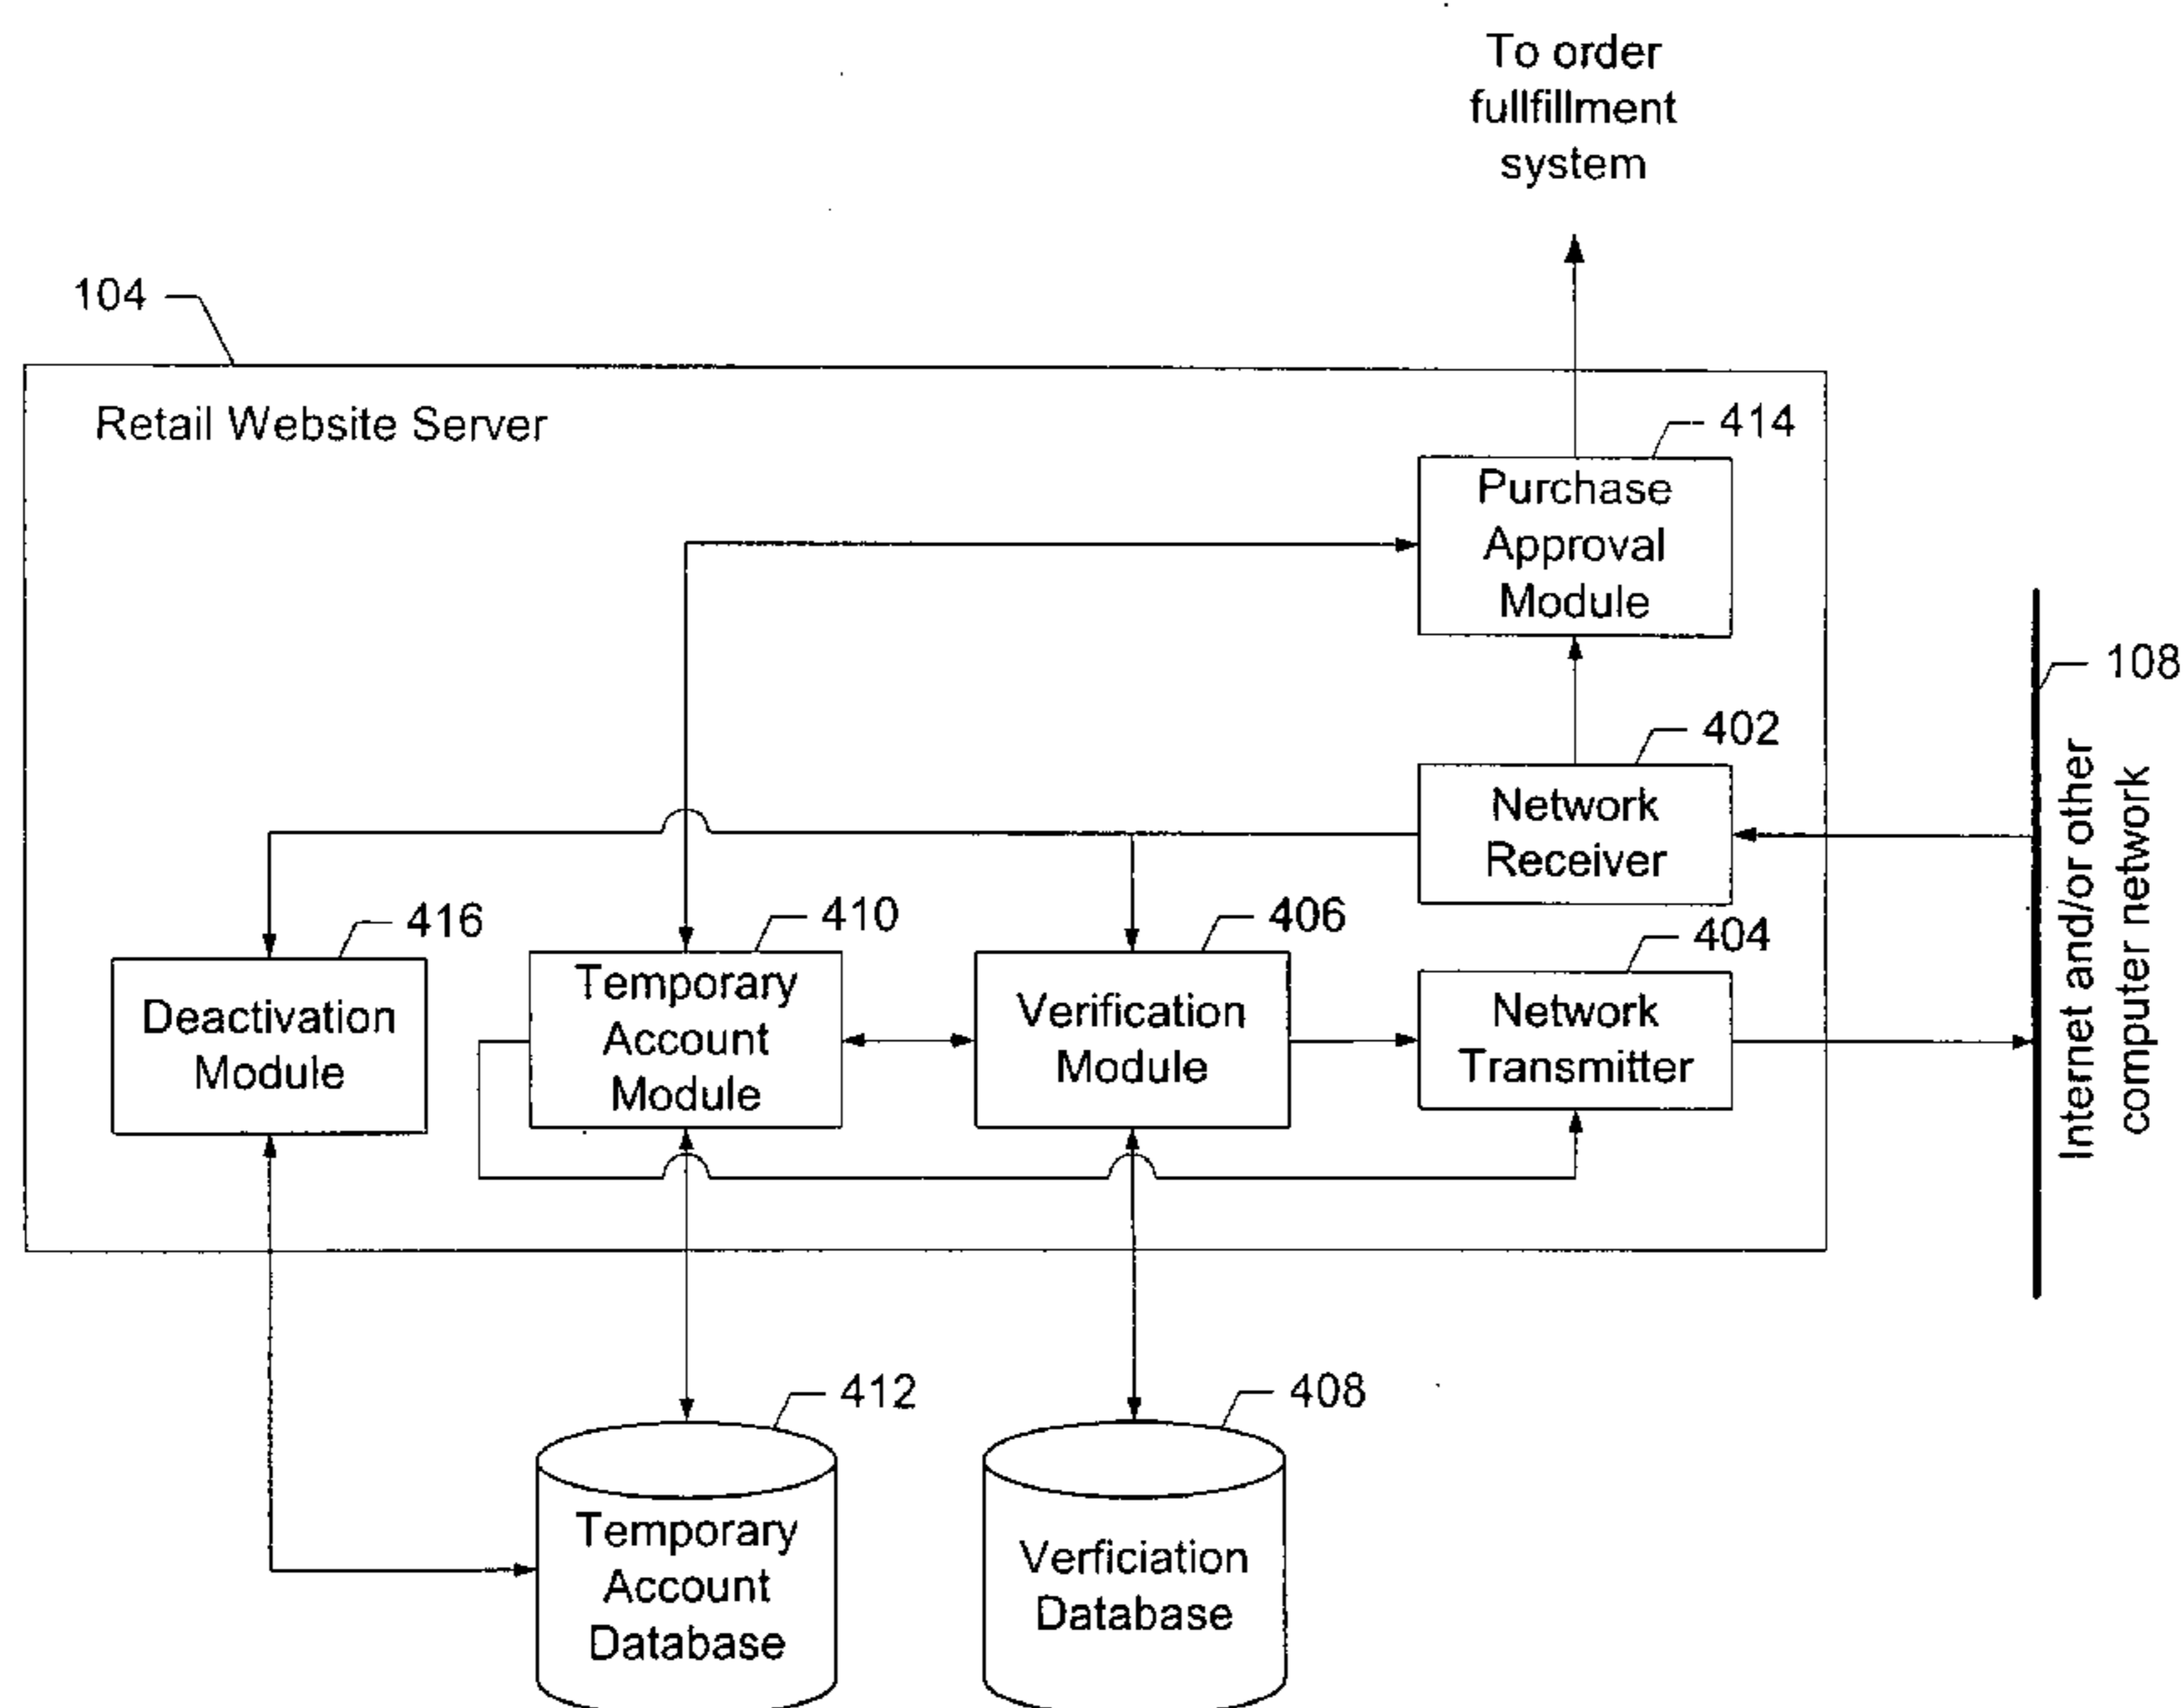 To order
fullfillment
system
104
Retail Website Server
414
Purchase
Approval
Module
108
402
Network
Receiver
Internet and/or other
computer network
416
Deactivation
Module
410
Temporary
Account
Module
406
Verification
Module
404
Network
Transmitter
412
Temporary
Account
Database
408
Verficiation
Database